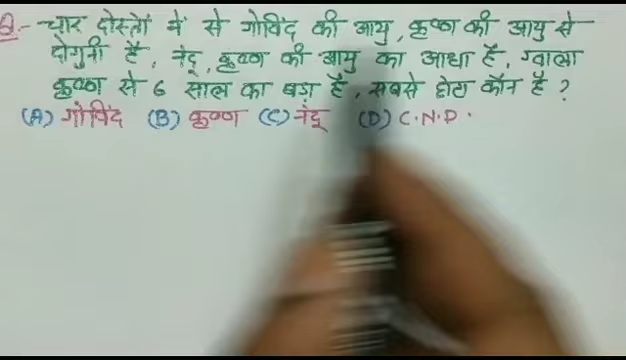 Q.- चार दोस्तों में से गोविंद की आयु, कृष्ण की आयु से
दोगुनी है, नंदू, कृष्ण की आयु का आधा है, ग्वाला
कृष्ण से 6 साल का बड़ा है, सबसे छोटा कौन है ?
(A) गोविंद (B) कृष्ण (C) नंदू (D) C.N.D.